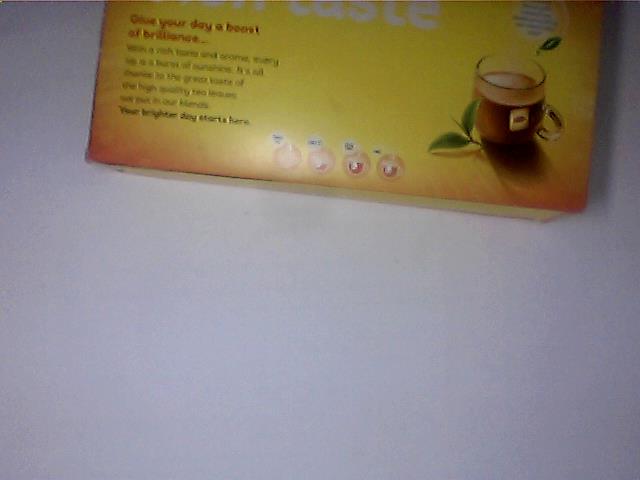 taste
Give your day a boost
of brilliance...
With a rich taste and aroma, every
sip is a burst of sunshine. It's all
thanks to the great taste of
the high quality tea leaves
we put in our blends.
Your brighter day starts here.